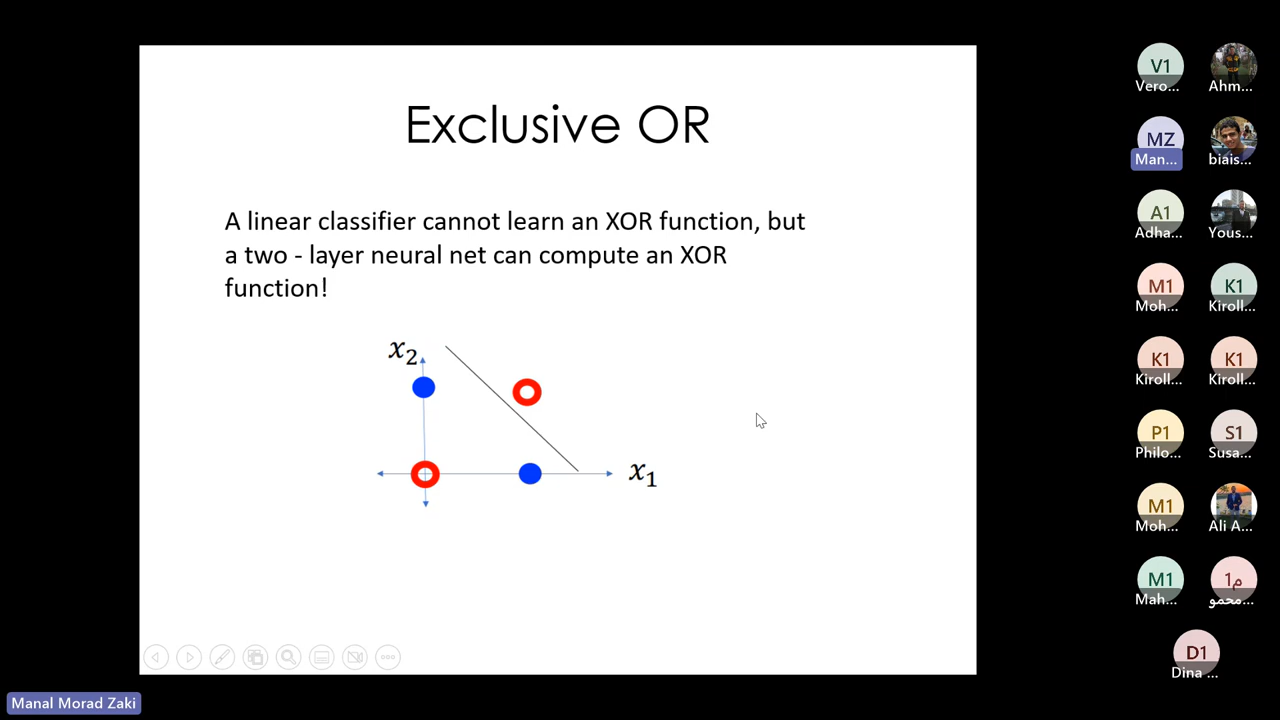 Exclusive OR
A linear classifier cannot learn an XOR function, but
a two - layer neural net can compute an XOR
function!
x2
x1
V1
Vero...
Ahm...
MZ
Man...
biais...
A1
Adha...
Yous...
M1
Moh...
K1
Kiroll...
K1
Kiroll...
K1
Kiroll...
P1
Philo...
S1
Susa...
M1
Moh...
Ali A...
M1
Mah...
م1
محمو...
D1
Dina ...
Manal Morad Zaki